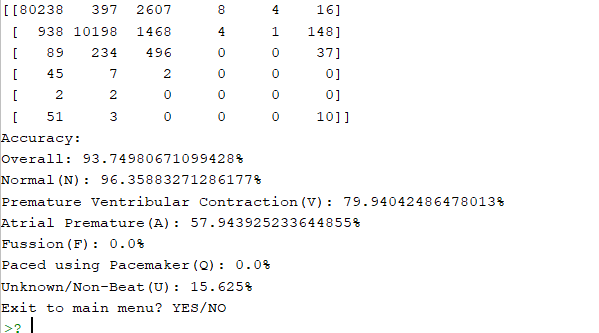 [[80238 397 2607 8 4 16]
[ 938 10198 1468 4 1 148]
[ 89 234 496 0 0 37]
[ 45 7 2 0 0 0]
[ 2 2 0 0 0 0]
[ 51 3 0 0 0 10]]
Accuracy:
Overall: 93.74980671099428%
Normal(N): 96.35883271286177%
Premature Ventribular Contraction(V): 79.94042486478013%
Atrial Premature(A): 57.943925233644855%
Fussion(F): 0.0%
Paced using Pacemaker(Q): 0.0%
Unknown/Non-Beat(U): 15.625%
Exit to main menu? YES/NO
>?